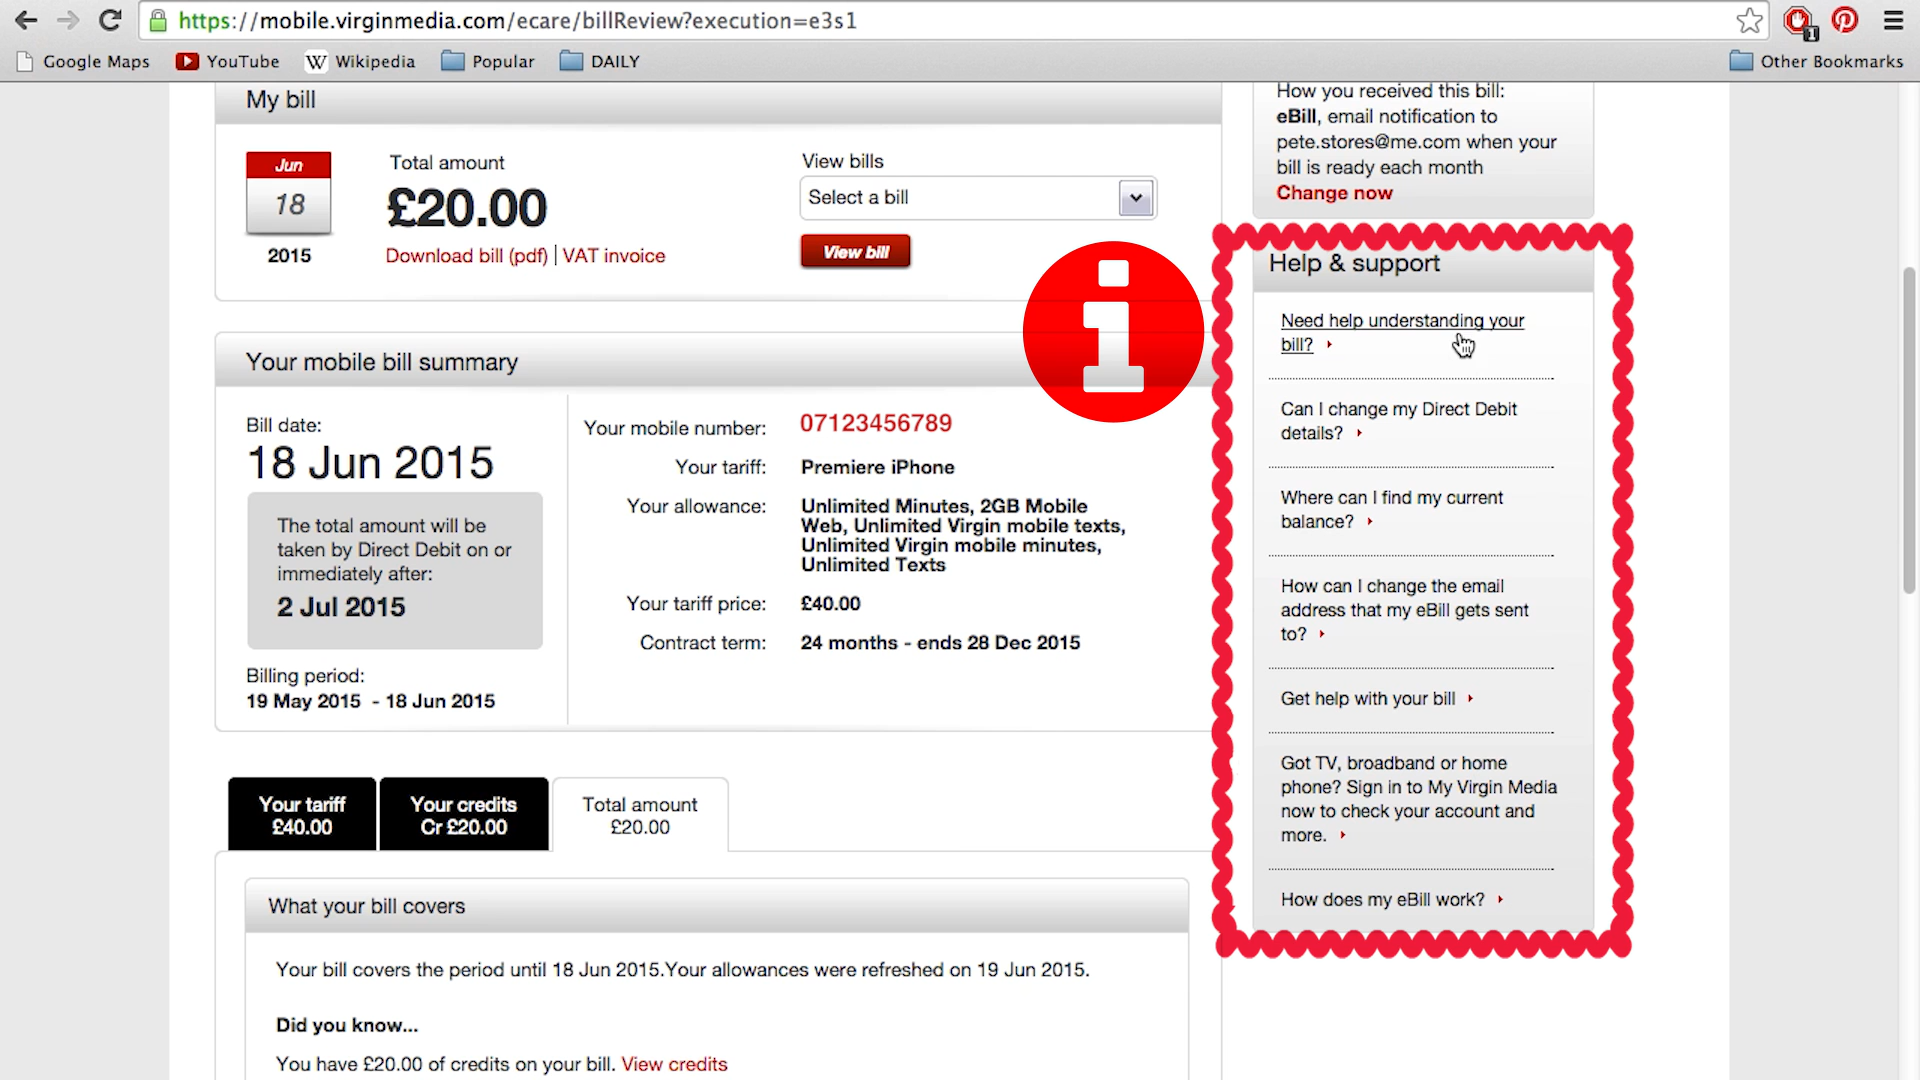 https://mobile.virginmedia.com/ecare/billReview?execution=e3s1
1
Google Maps
YouTube
W Wikipedia
Popular
DAILY
Other Bookmarks
My bill
Jun
18
2015
Total amount
£20.00
Download bill (pdf) | VAT invoice
View bills
Select a bill
View bill
How you received this bill:
eBill, email notification to
pete.stores@me.com when your
bill is ready each month
Change now
i
Your mobile bill summary
Bill date:
18 Jun 2015
The total amount will be
taken by Direct Debit on or
immediately after:
2 Jul 2015
Billing period:
19 May 2015 - 18 Jun 2015
Your mobile number: 07123456789
Your tariff: Premiere iPhone
Your allowance: Unlimited Minutes, 2GB Mobile
Web, Unlimited Virgin mobile texts,
Unlimited Virgin mobile minutes,
Unlimited Texts
Your tariff price: £40.00
Contract term: 24 months - ends 28 Dec 2015
Help & support
Need help understanding your
bill?
Can I change my Direct Debit
details?
Where can I find my current
balance?
How can I change the email
address that my eBill gets sent
to?
Get help with your bill
Got TV, broadband or home
phone? Sign in to My Virgin Media
now to check your account and
more.
How does my eBill work?
Your tariff
£40.00
Your credits
Cr £20.00
Total amount
£20.00
What your bill covers
Your bill covers the period until 18 Jun 2015.Your allowances were refreshed on 19 Jun 2015.
Did you know...
You have £20.00 of credits on your bill. View credits